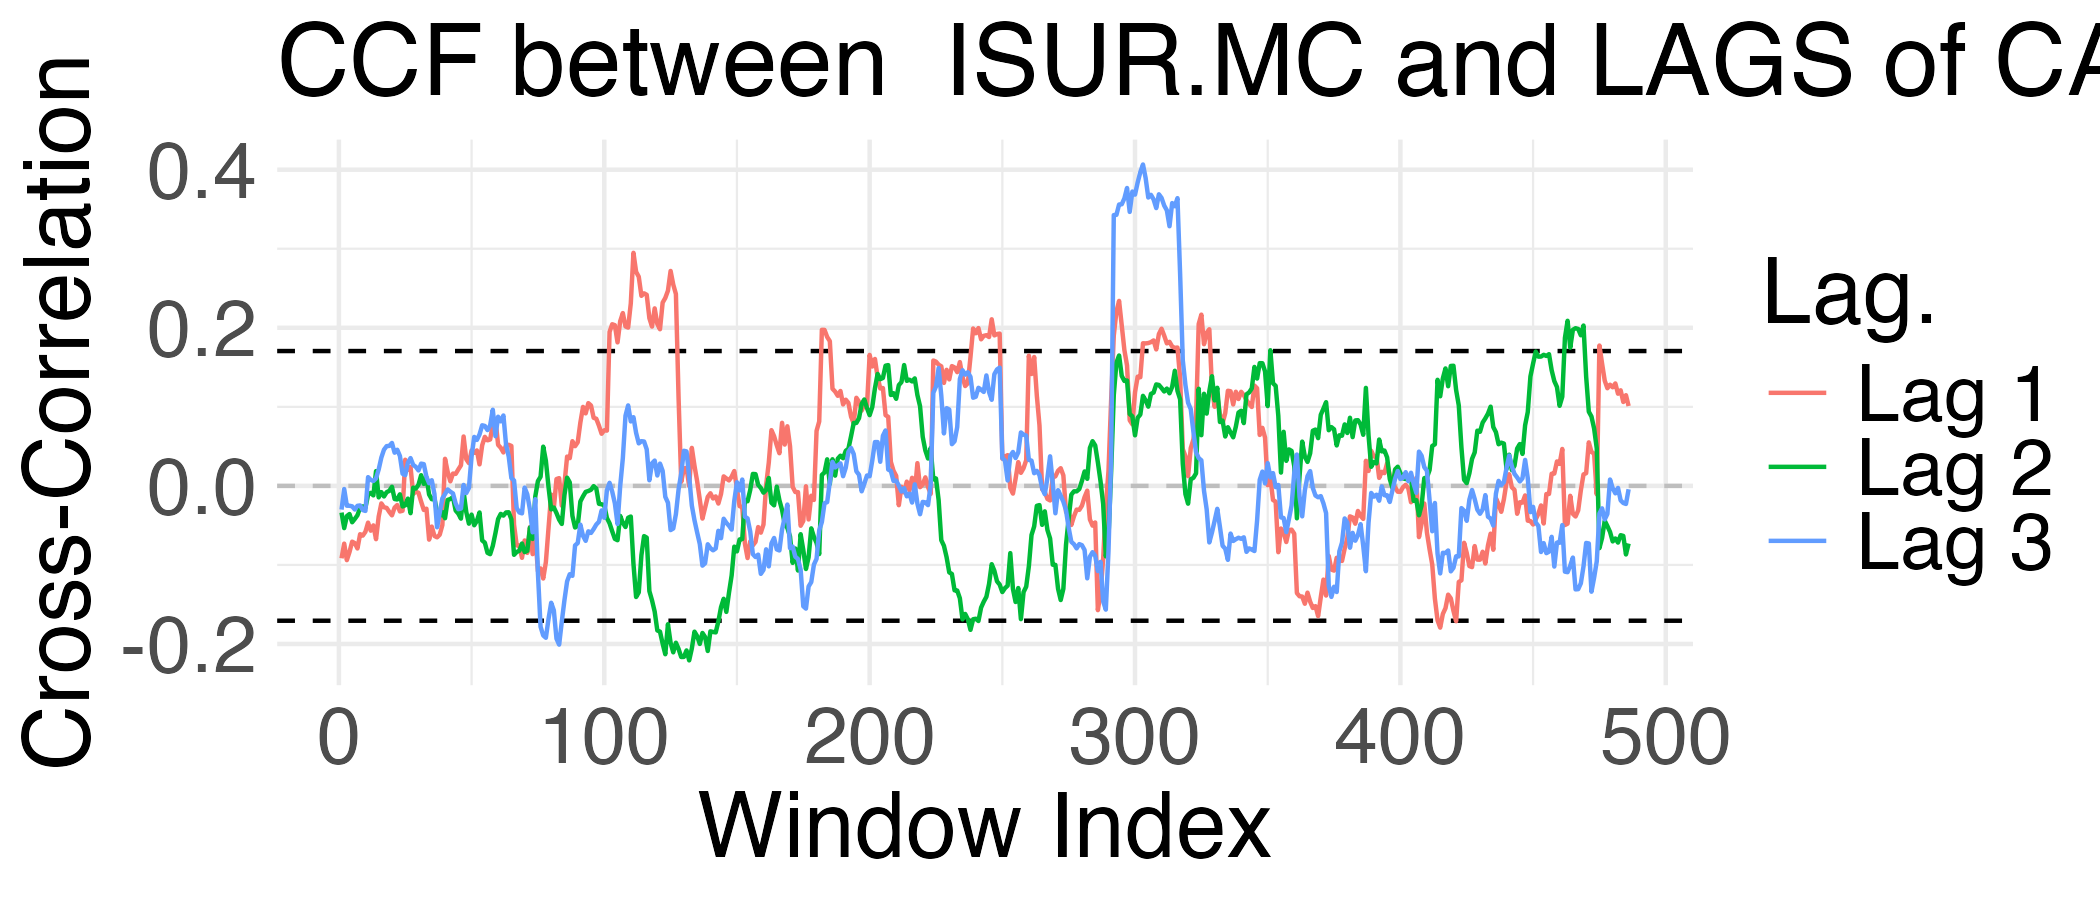 CCF between ISUR.MC and LAGS of CA
Cross-Correlation
0.4
0.2
0.0
-0.2
0
100
200
300
400
500
Window Index
Lag.
Lag 1
Lag 2
Lag 3